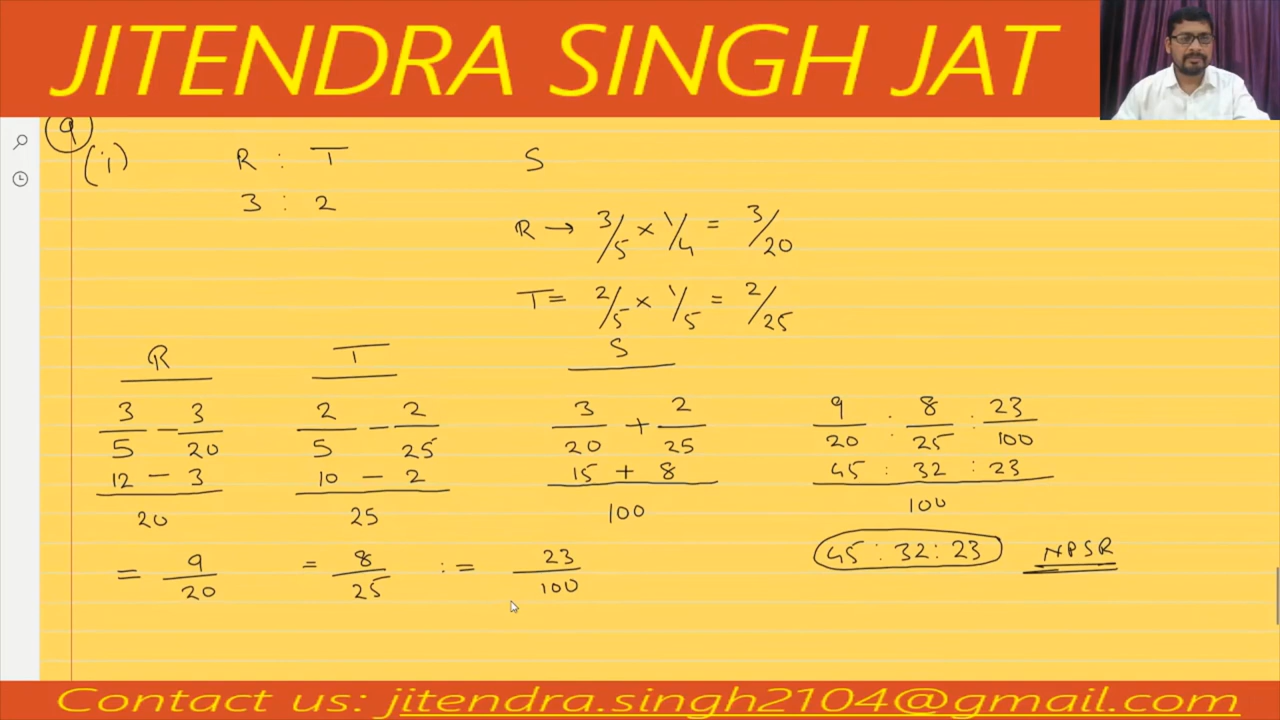 JITENDRA SINGH JAT
9
(i) R : T S
3 : 2
R → 3/5 × 1/4 = 3/20
T = 2/5 × 1/5 = 2/25
R T S
3/5 - 3/20 2/5 - 2/25 3/20 + 2/25 9/20 : 8/25 : 23/100
12 - 3 10 - 2 15 + 8 45 : 32 : 23
20 25 100 100
= 9/20 = 8/25 : = 23/100 45 : 32 : 23 NPSR
Contact us: jitendra.singh2104@gmail.com